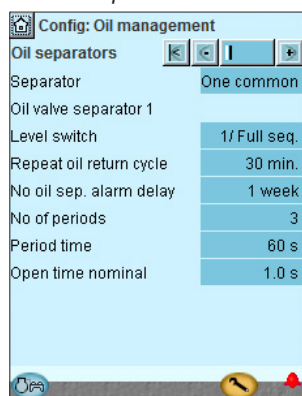 Config: Oil management
Oil separators
Separator One common
Oil valve separator 1
Level switch 1/ Full seq.
Repeat oil return cycle 30 min.
No oil sep. alarm delay 1 week
No of periods 3
Period time 60 s
Open time nominal 1.0 s